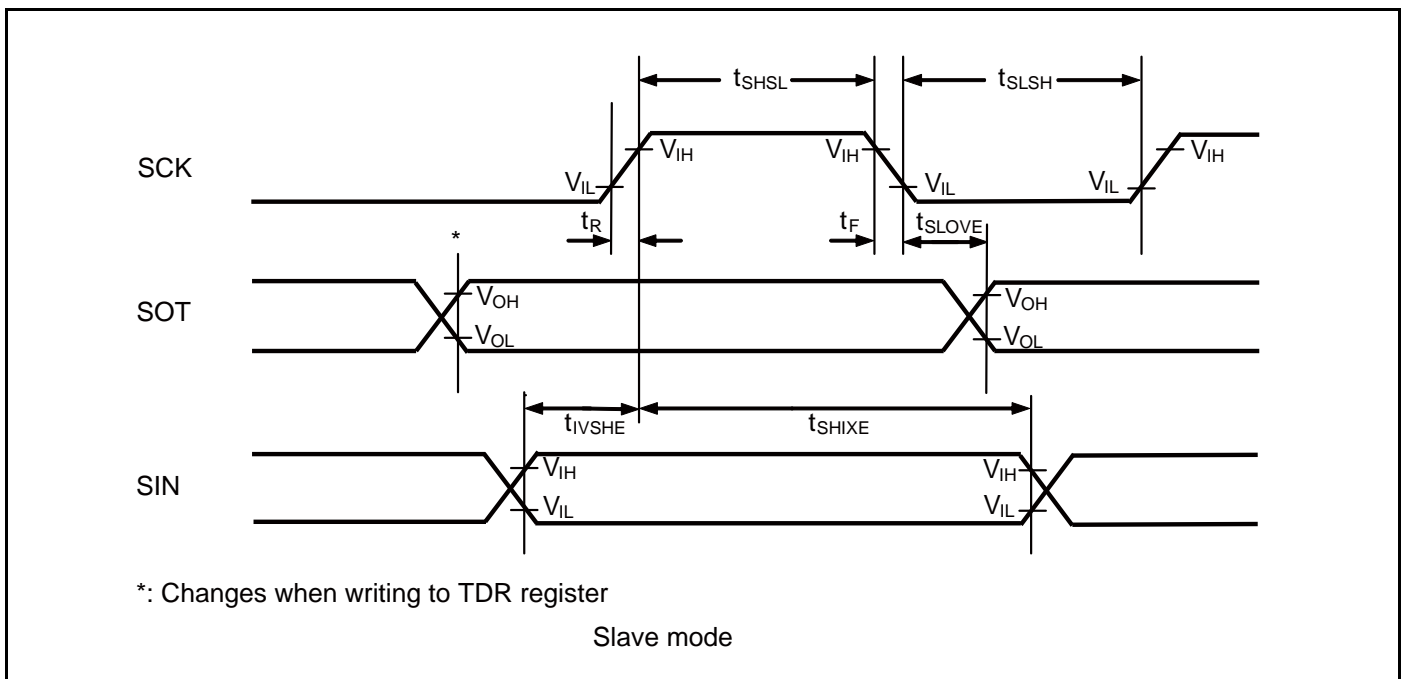 tSHSL tSLSH
SCK VIH VIH VIH
VIL VIL VIL
tR tF tSLOVE
*
SOT VOH VOH
VOL VOL
tIVSHE tSHIXE
SIN VIH VIH
VIL VIL
*: Changes when writing to TDR register
Slave mode